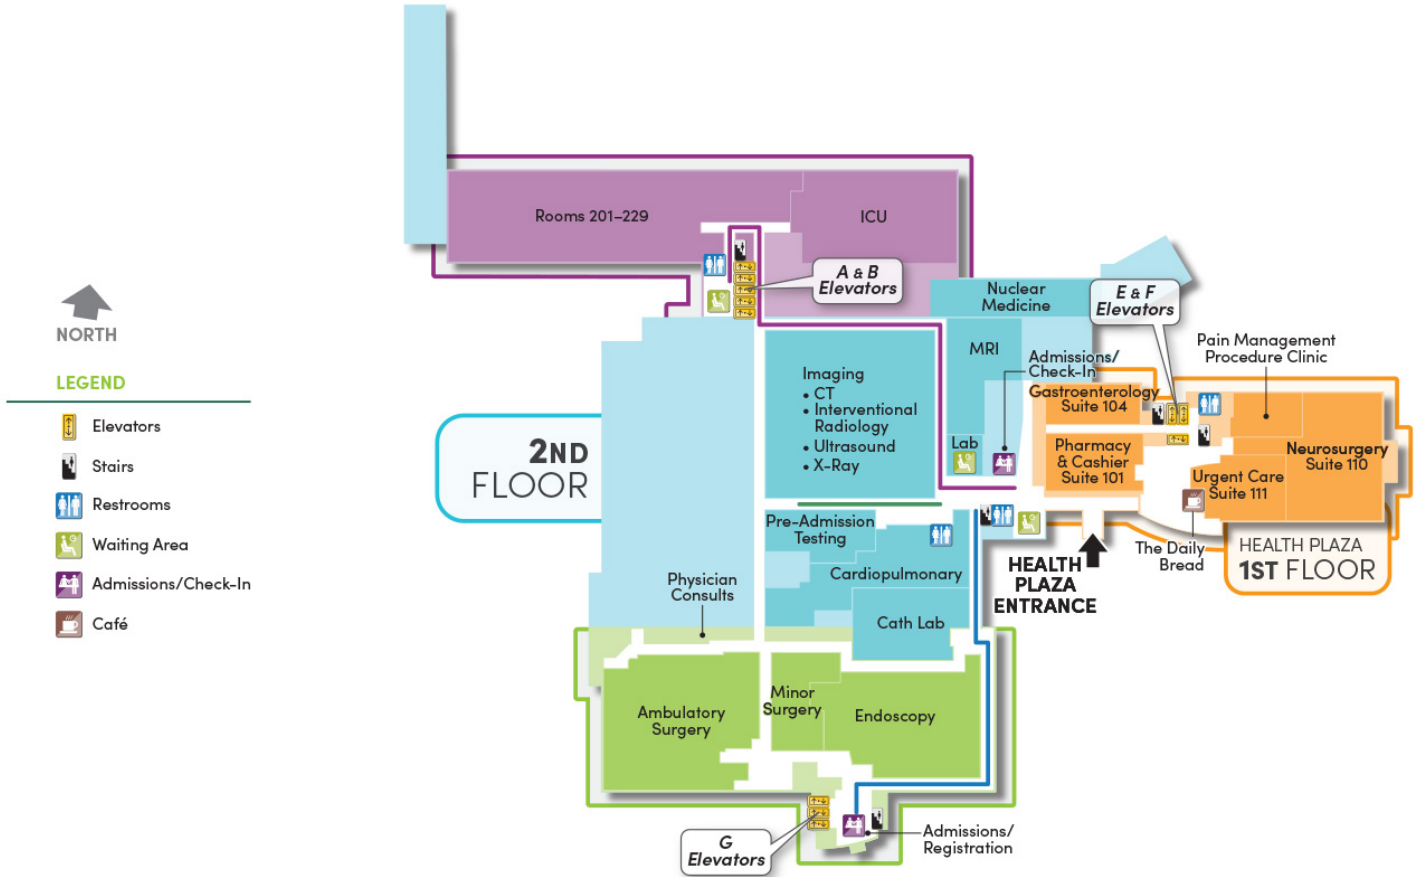 Rooms 201–229
ICU
A & B
Elevators
Nuclear
Medicine
E & F
Elevators
NORTH
LEGEND
Elevators
Stairs
Restrooms
Waiting Area
Admissions/Check-In
Café
MRI
Admissions/
Check-In
Pain Management
Procedure Clinic
Imaging
• CT
• Interventional
Radiology
• Ultrasound
• X-Ray
Gastroenterology
Suite 104
Lab
Pharmacy
& Cashier
Suite 101
Neurosurgery
Suite 110
Urgent Care
Suite 111
2ND
FLOOR
Pre-Admission
Testing
The Daily
Bread
HEALTH PLAZA
1ST FLOOR
HEALTH
PLAZA
ENTRANCE
Cardiopulmonary
Physician
Consults
Cath Lab
Ambulatory
Surgery
Minor
Surgery
Endoscopy
G
Elevators
Admissions/
Registration